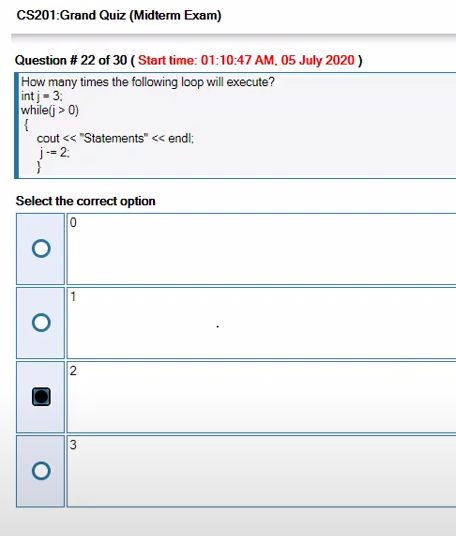 CS201:Grand Quiz (Midterm Exam)
Question # 22 of 30 ( Start time: 01:10:47 AM, 05 July 2020 )
How many times the following loop will execute?
int j = 3;
while(j > 0)
{
cout << "Statements" << endl;
j -= 2;
}
Select the correct option
0
1
2
3